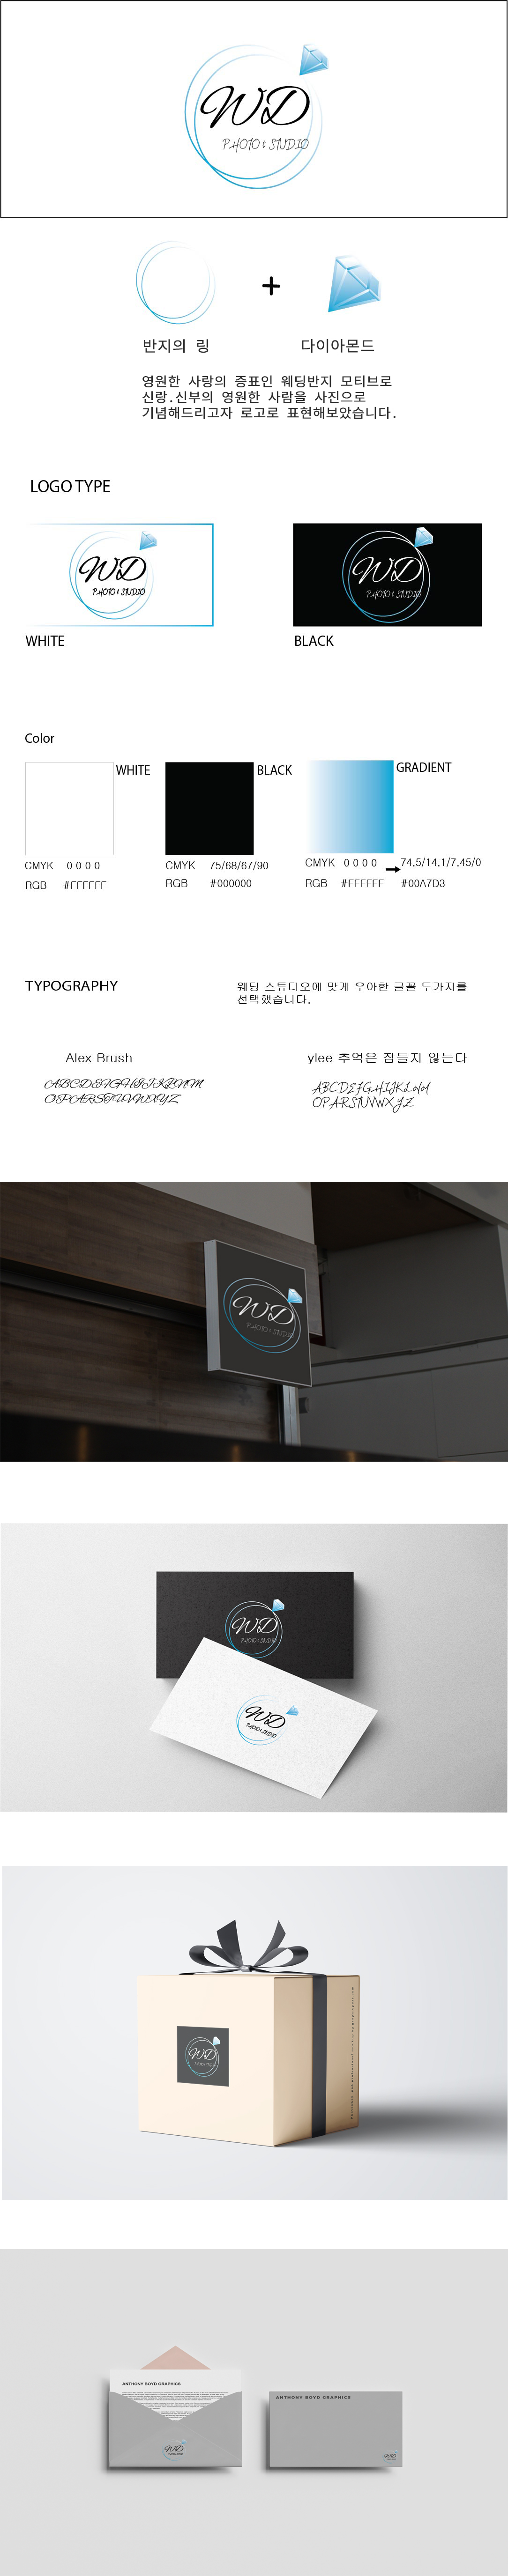 WD
PHOTO & STUDIO
반지의 링
다이아몬드
영원한 사랑의 증표인 웨딩반지 모티브로
신랑.신부의 영원한 사람을 사진으로
기념해드리고자 로고로 표현해보았습니다.
LOGO TYPE
WD
PHOTO & STUDIO
WD
PHOTO & STUDIO
WHITE
BLACK
Color
WHITE
BLACK
GRADIENT
CMYK 0 0 0 0
CMYK 75/68/67/90
CMYK 0 0 0 0 74.5/14.1/7.45/0
RGB #FFFFFF
RGB #000000
RGB #FFFFFF #00A7D3
TYPOGRAPHY
웨딩 스튜디오에 맞게 우아한 글꼴 두가지를
선택했습니다.
Alex Brush
ylee 추억은 잠들지 않는다
ABCDEFGHIJKLNM
OPQRSTUVWXYZ
ABCDEFGHIJKLNM
OPQRSTUVWXYZ
WD
PHOTO & STUDIO
WD
PHOTO & STUDIO
WD
PHOTO & STUDIO
WD
PHOTO & STUDIO
ANTHONY BOYD GRAPHICS
ANTHONY BOYD GRAPHICS
WD
WD